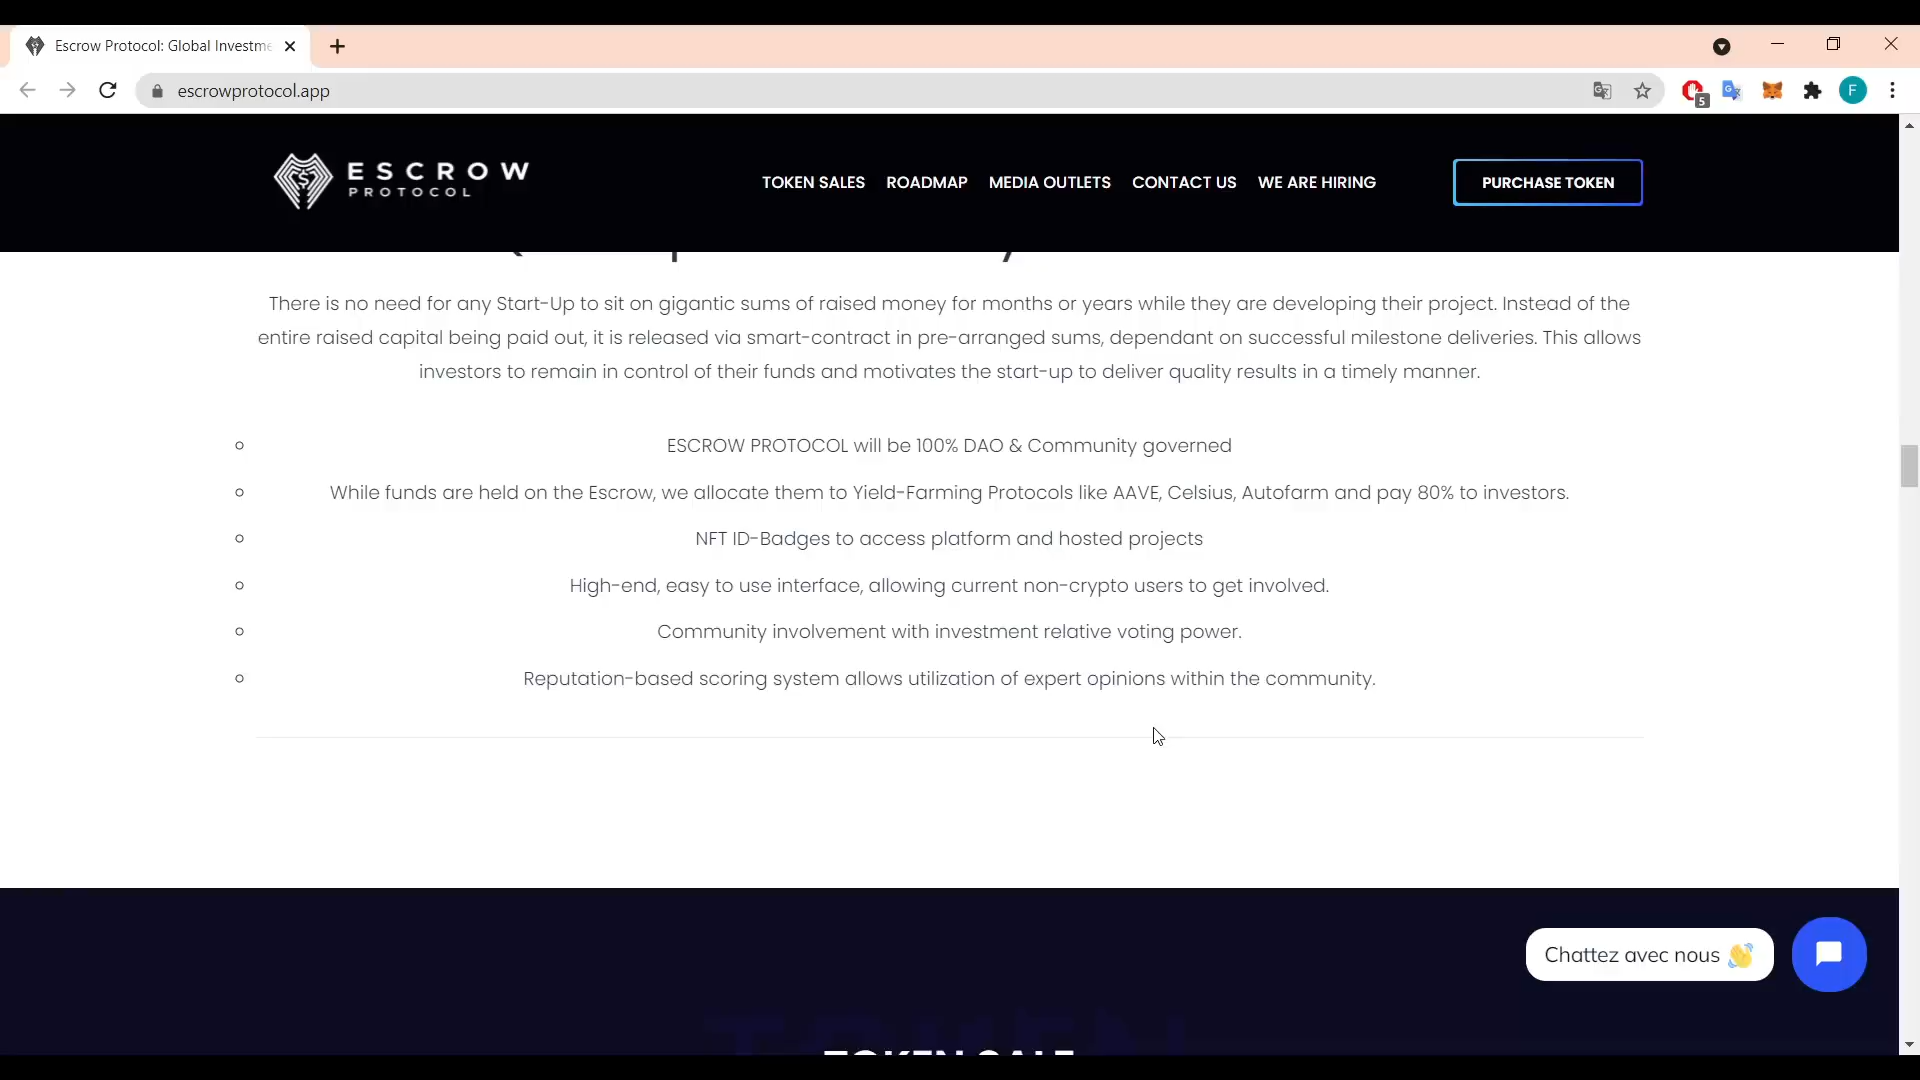 Escrow Protocol: Global Investme
escrowprotocol.app
5
F
ESCROW
PROTOCOL
TOKEN SALES
ROADMAP
MEDIA OUTLETS
CONTACT US
WE ARE HIRING
PURCHASE TOKEN
There is no need for any Start-Up to sit on gigantic sums of raised money for months or years while they are developing their project. Instead of the
entire raised capital being paid out, it is released via smart-contract in pre-arranged sums, dependant on successful milestone deliveries. This allows
investors to remain in control of their funds and motivates the start-up to deliver quality results in a timely manner.
ESCROW PROTOCOL will be 100% DAO & Community governed
While funds are held on the Escrow, we allocate them to Yield-Farming Protocols like AAVE, Celsius, Autofarm and pay 80% to investors.
NFT ID-Badges to access platform and hosted projects
High-end, easy to use interface, allowing current non-crypto users to get involved.
Community involvement with investment relative voting power.
Reputation-based scoring system allows utilization of expert opinions within the community.
Chattez avec nous 👋
TOKEN SALE